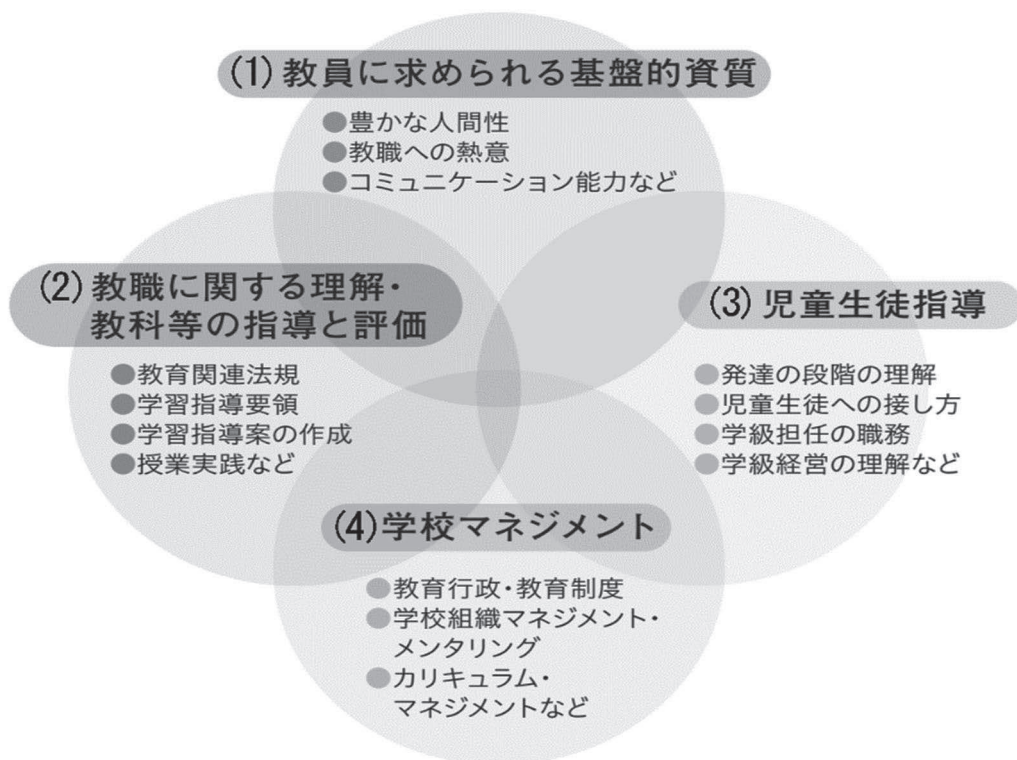 (1) 教員に求められる基盤的資質
●豊かな人間性
●教職への熱意
●コミュニケーション能力など
(2) 教職に関する理解・
教科等の指導と評価
●教育関連法規
●学習指導要領
●学習指導案の作成
●授業実践など
(3) 児童生徒指導
●発達の段階の理解
●児童生徒への接し方
●学級担任の職務
●学級経営の理解など
(4)学校マネジメント
●教育行政・教育制度
●学校組織マネジメント・
メンタリング
●カリキュラム・
マネジメントなど